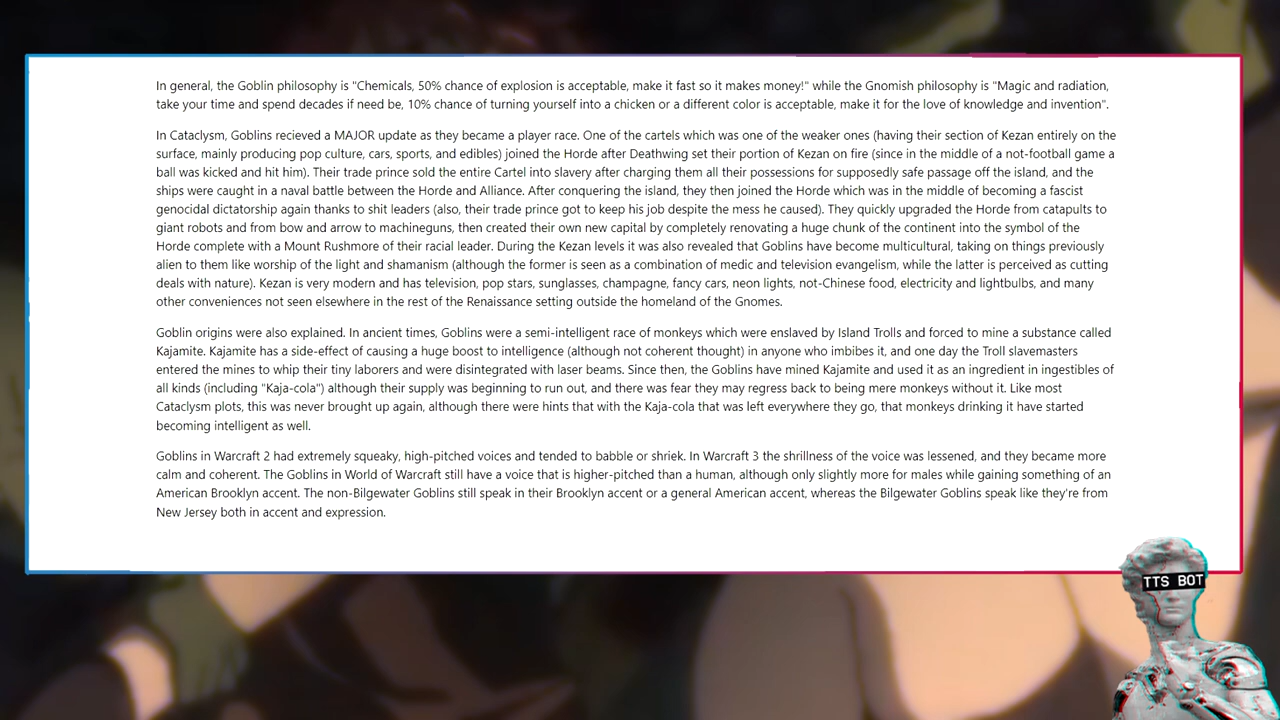 In general, the Goblin philosophy is "Chemicals, 50% chance of explosion is acceptable, make it fast so it makes money!" while the Gnomish philosophy is "Magic and radiation,
take your time and spend decades if need be, 10% chance of turning yourself into a chicken or a different color is acceptable, make it for the love of knowledge and invention".
In Cataclysm, Goblins recieved a MAJOR update as they became a player race. One of the cartels which was one of the weaker ones (having their section of Kezan entirely on the
surface, mainly producing pop culture, cars, sports, and edibles) joined the Horde after Deathwing set their portion of Kezan on fire (since in the middle of a not-football game a
ball was kicked and hit him). Their trade prince sold the entire Cartel into slavery after charging them all their possessions for supposedly safe passage off the island, and the
ships were caught in a naval battle between the Horde and Alliance. After conquering the island, they then joined the Horde which was in the middle of becoming a fascist
genocidal dictatorship again thanks to shit leaders (also, their trade prince got to keep his job despite the mess he caused). They quickly upgraded the Horde from catapults to
giant robots and from bow and arrow to machineguns, then created their own new capital by completely renovating a huge chunk of the continent into the symbol of the
Horde complete with a Mount Rushmore of their racial leader. During the Kezan levels it was also revealed that Goblins have become multicultural, taking on things previously
alien to them like worship of the light and shamanism (although the former is seen as a combination of medic and television evangelism, while the latter is perceived as cutting
deals with nature). Kezan is very modern and has television, pop stars, sunglasses, champagne, fancy cars, neon lights, not-Chinese food, electricity and lightbulbs, and many
other conveniences not seen elsewhere in the rest of the Renaissance setting outside the homeland of the Gnomes.
Goblin origins were also explained. In ancient times, Goblins were a semi-intelligent race of monkeys which were enslaved by Island Trolls and forced to mine a substance called
Kajamite. Kajamite has a side-effect of causing a huge boost to intelligence (although not coherent thought) in anyone who imbibes it, and one day the Troll slavemasters
entered the mines to whip their tiny laborers and were disintegrated with laser beams. Since then, the Goblins have mined Kajamite and used it as an ingredient in ingestibles of
all kinds (including "Kaja-cola") although their supply was beginning to run out, and there was fear they may regress back to being mere monkeys without it. Like most
Cataclysm plots, this was never brought up again, although there were hints that with the Kaja-cola that was left everywhere they go, that monkeys drinking it have started
becoming intelligent as well.
Goblins in Warcraft 2 had extremely squeaky, high-pitched voices and tended to babble or shriek. In Warcraft 3 the shrillness of the voice was lessened, and they became more
calm and coherent. The Goblins in World of Warcraft still have a voice that is higher-pitched than a human, although only slightly more for males while gaining something of an
American Brooklyn accent. The non-Bilgewater Goblins still speak in their Brooklyn accent or a general American accent, whereas the Bilgewater Goblins speak like they're from
New Jersey both in accent and expression.
TTS BOT